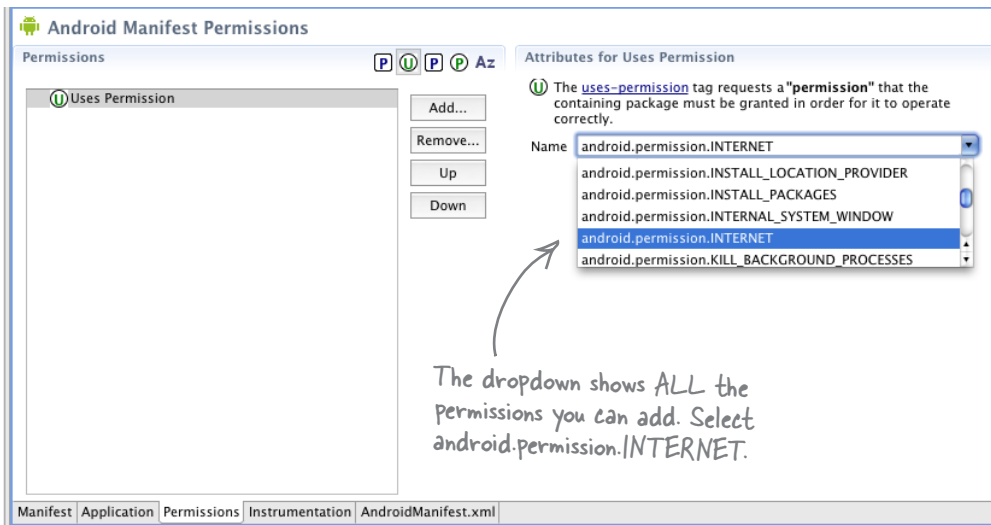 Android Manifest Permissions
Permissions
P U P P Az
U Uses Permission
Add...
Remove...
Up
Down
Attributes for Uses Permission
U The uses-permission tag requests a "permission" that the
containing package must be granted in order for it to operate
correctly.
Name android.permission.INTERNET
android.permission.INSTALL_LOCATION_PROVIDER
android.permission.INSTALL_PACKAGES
android.permission.INTERNAL_SYSTEM_WINDOW
android.permission.INTERNET
android.permission.KILL_BACKGROUND_PROCESSES
The dropdown shows ALL the
permissions you can add. Select
android.permission.INTERNET.
Manifest Application Permissions Instrumentation AndroidManifest.xml